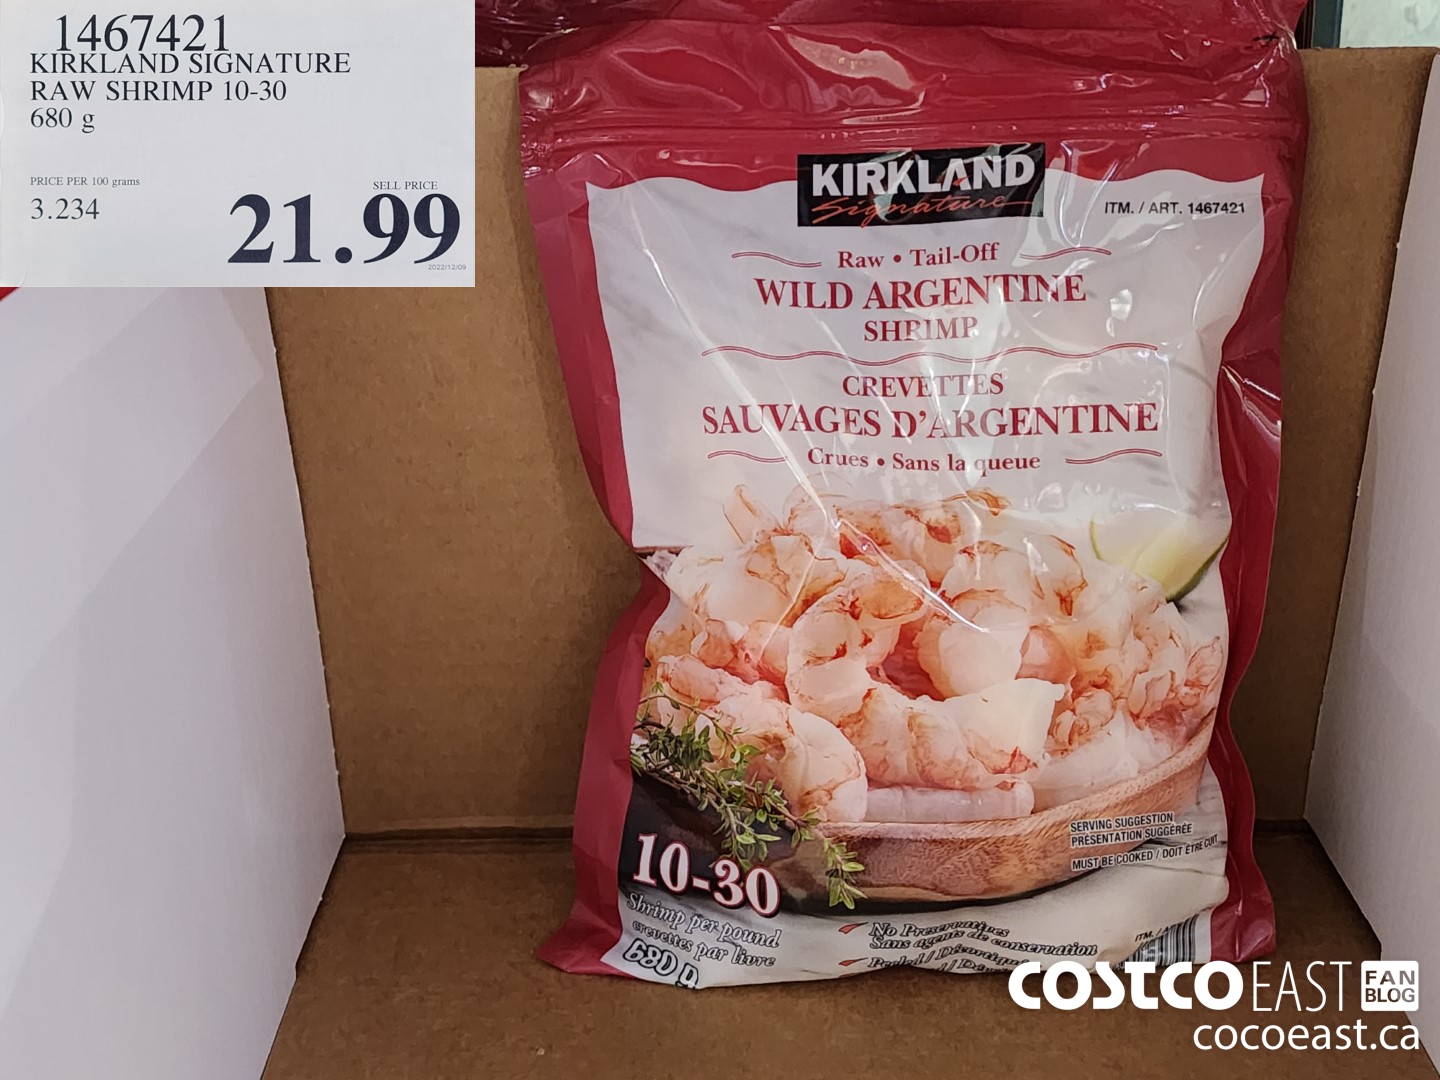 1467421
KIRKLAND SIGNATURE
RAW SHRIMP 10-30
680 g
PRICE PER 100 grams
3.234
SELL PRICE
21.99
2022/12/09
KIRKLAND
Signature
ITM. / ART. 1467421
Raw • Tail-Off
WILD ARGENTINE
SHRIMP
CREVETTES
SAUVAGES D'ARGENTINE
Crues • Sans la queue
SERVING SUGGESTION
PRÉSENTATION SUGGÉRÉE
MUST BE COOKED / DOIT ÊTRE CUIT
10-30
Shrimp per pound
crevettes par livre
680 g
No Preservatives
Sans agents de conservation
Peeled /
ITM. /
COSTCO EAST FAN BLOG
cocoeast.ca